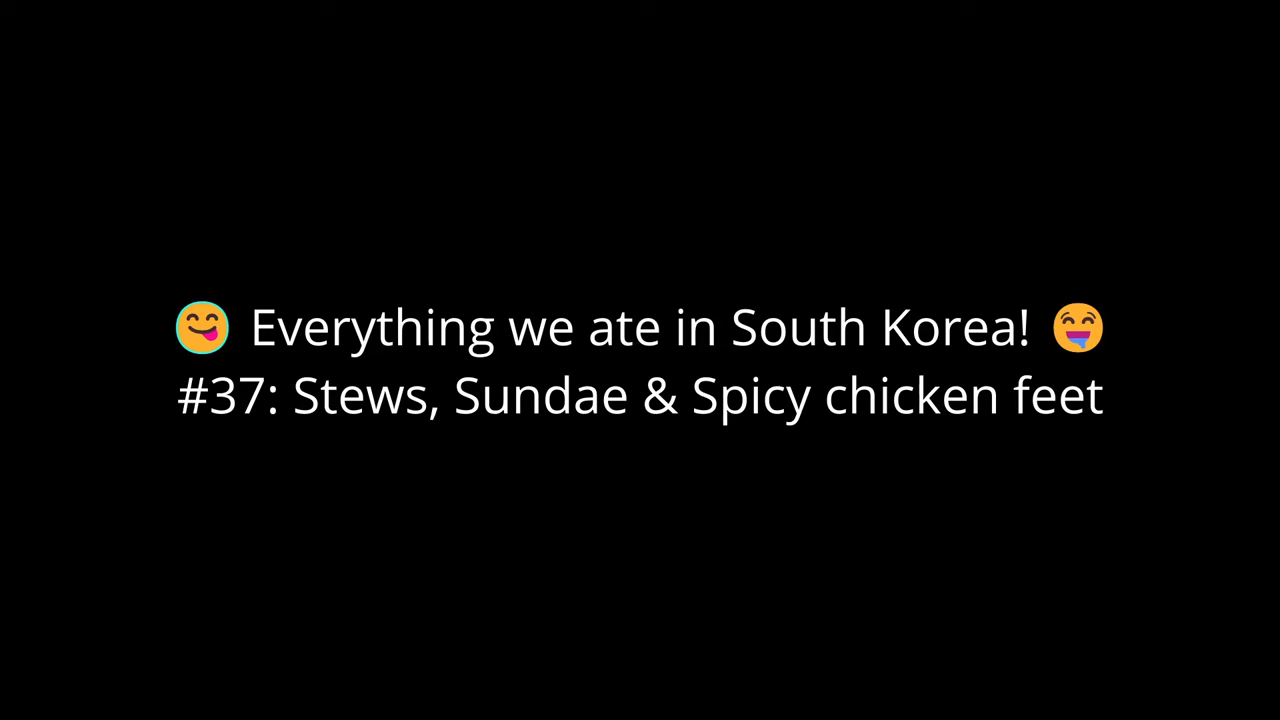 😋 Everything we ate in South Korea! 🤤
#37: Stews, Sundae & Spicy chicken feet